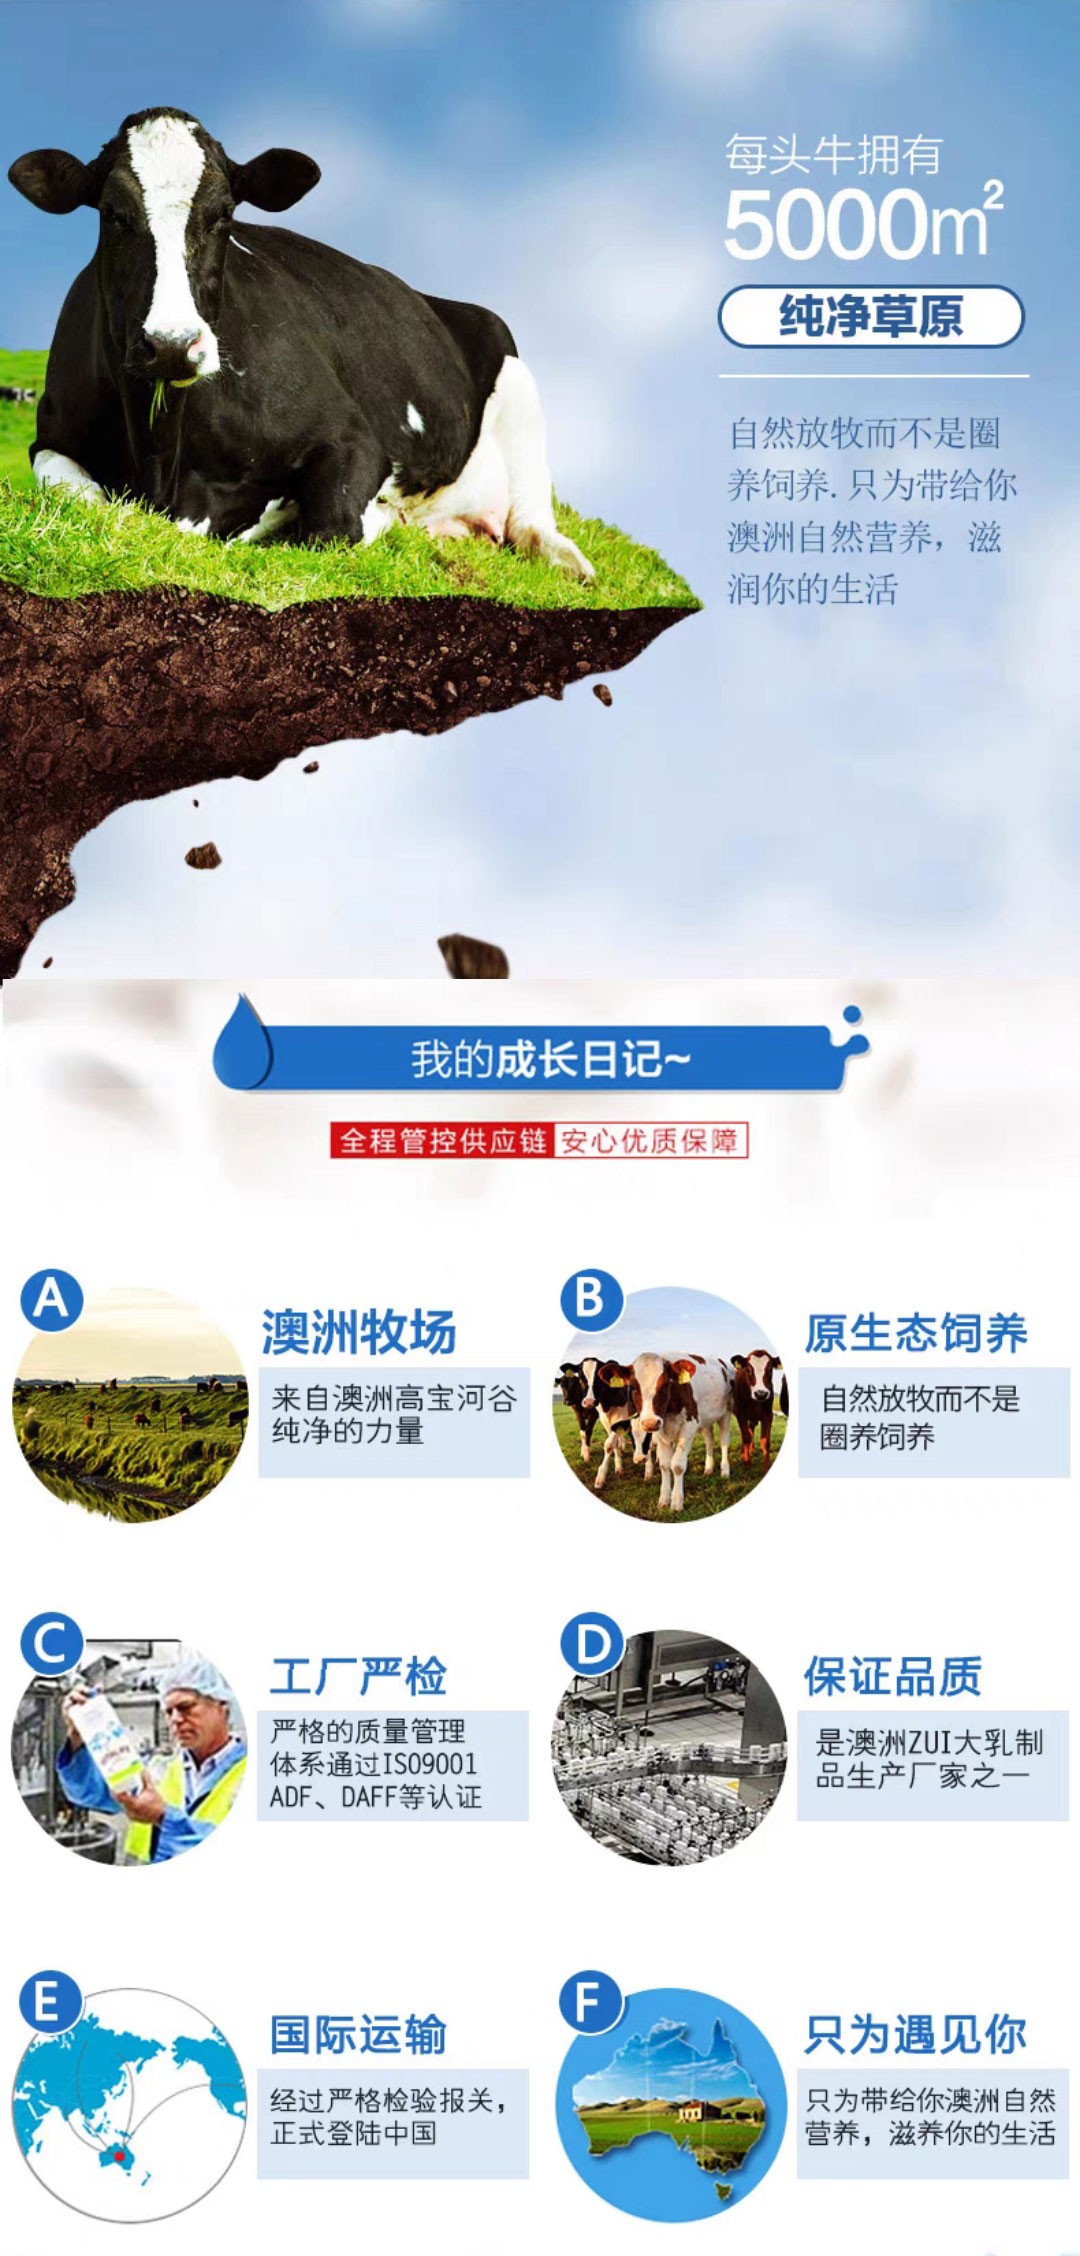 每头牛拥有
5000m²
纯净草原
自然放牧而不是圈
养饲养.只为带给你
澳洲自然营养，滋
润你的生活
我的成长日记~
全程管控供应链 安心优质保障
A
澳洲牧场
来自澳洲高宝河谷
纯净的力量
B
原生态饲养
自然放牧而不是
圈养饲养
C
工厂严检
严格的质量管理
体系通过ISO9001
ADF、DAFF等认证
D
保证品质
是澳洲ZUI大乳制
品生产厂家之一
E
国际运输
经过严格检验报关，
正式登陆中国
F
只为遇见你
只为带给你澳洲自然
营养，滋养你的生活